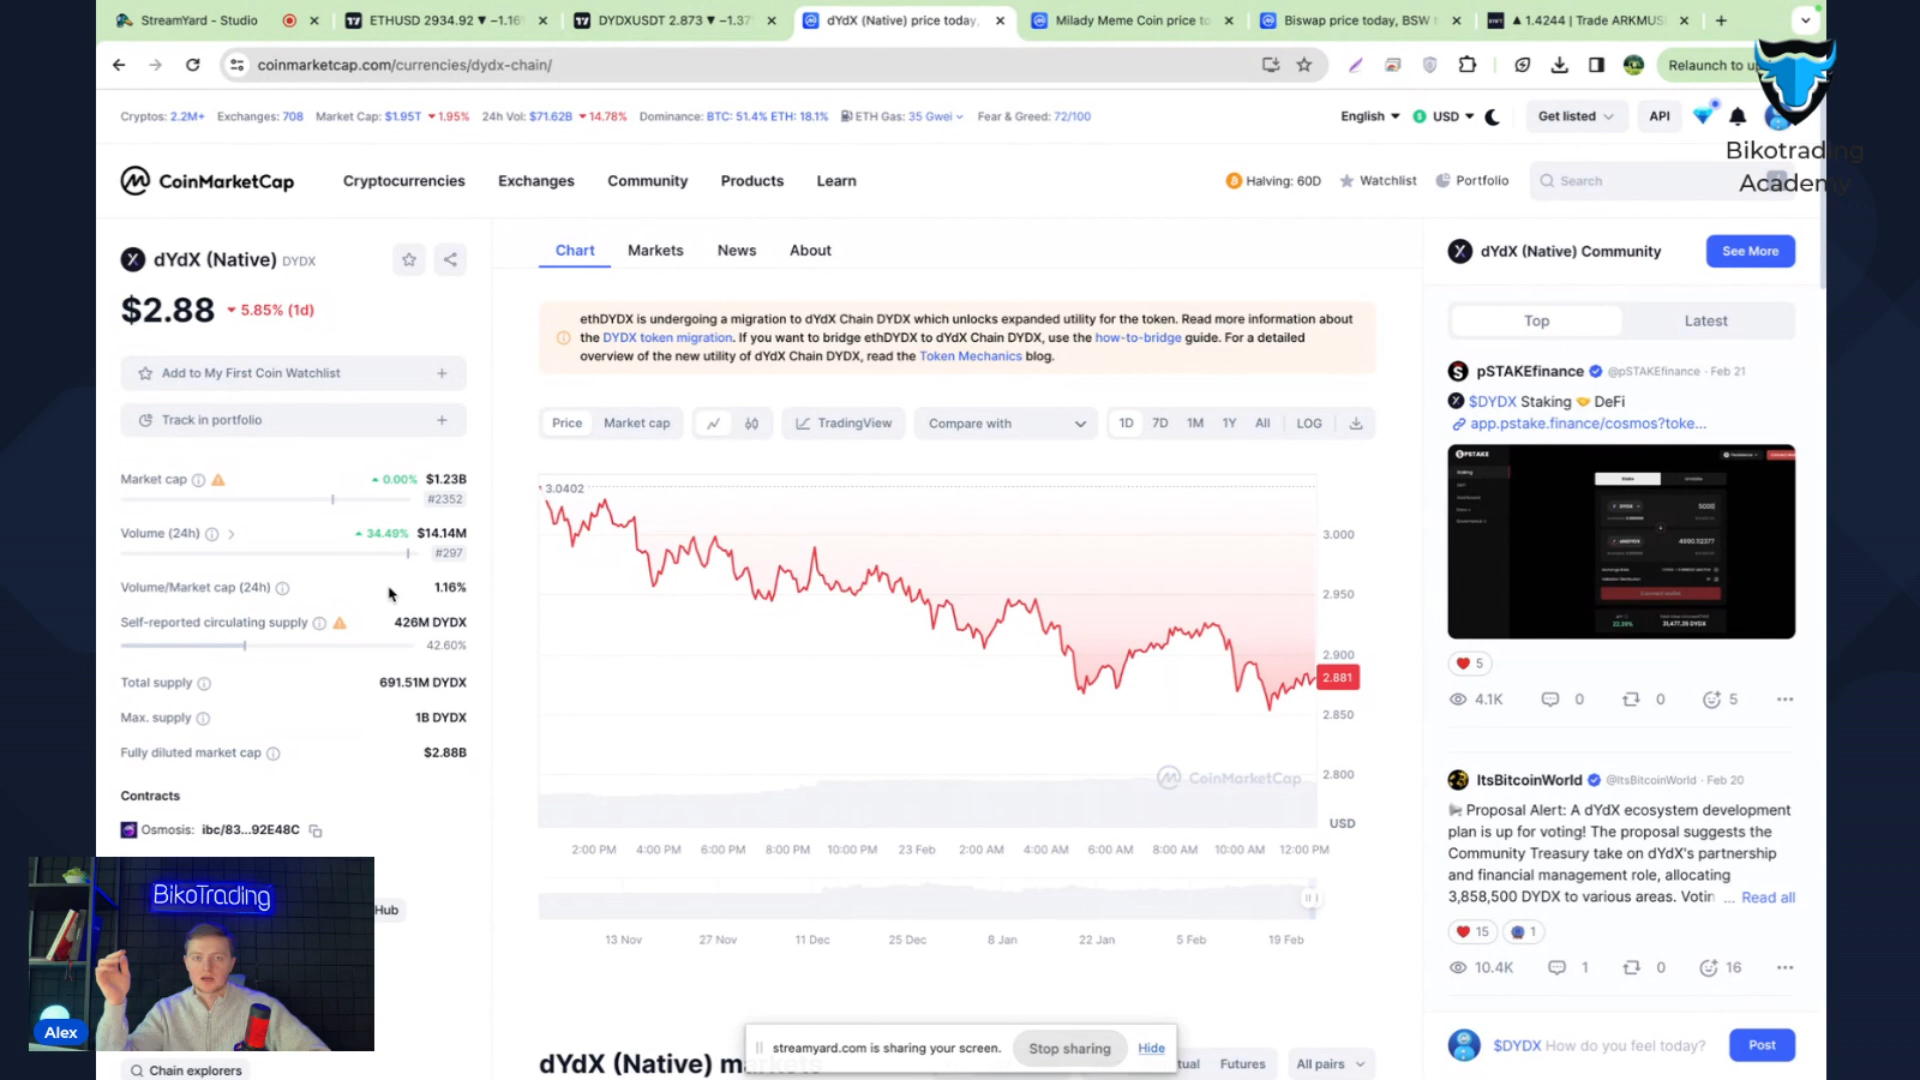 StreamYard - Studio
ETHUSD 2934.92 ▼ −1.16
DYDXUSDT 2.873 ▼ −1.37
dYdX (Native) price today,
Milady Meme Coin price to
Biswap price today, BSW
▲ 1.4244 | Trade ARKMUS
coinmarketcap.com/currencies/dydx-chain/
Relaunch to up
Cryptos: 2.2M+ Exchanges: 708 Market Cap: $1.95T ▼ 1.95% 24h Vol: $71.62B ▼ 14.78% Dominance: BTC: 51.4% ETH: 18.1% ETH Gas: 35 Gwei Fear & Greed: 72/100
English USD Get listed API
Bikotrading
Academy
CoinMarketCap
Cryptocurrencies Exchanges Community Products Learn
Halving: 60D Watchlist Portfolio Search
dYdX (Native) DYDX
$2.88 ▼ 5.85% (1d)
Add to My First Coin Watchlist +
Track in portfolio +
Market cap ▲ 0.00% $1.23B
#2352
Volume (24h) ▲ 34.49% $14.14M
#297
Volume/Market cap (24h) 1.16%
Self-reported circulating supply 426M DYDX
42.60%
Total supply 691.51M DYDX
Max. supply 1B DYDX
Fully diluted market cap $2.88B
Contracts
Osmosis: ibc/83...92E48C
Hub
BikoTrading
Alex
Chain explorers
Chart Markets News About
ethDYDX is undergoing a migration to dYdX Chain DYDX which unlocks expanded utility for the token. Read more information about
the DYDX token migration. If you want to bridge ethDYDX to dYdX Chain DYDX, use the how-to-bridge guide. For a detailed
overview of the new utility of dYdX Chain DYDX, read the Token Mechanics blog.
Price Market cap TradingView Compare with 1D 7D 1M 1Y All LOG
3.0402
3.000
2.950
2.900
2.881
2.850
2.800
CoinMarketCap
USD
2:00 PM 4:00 PM 6:00 PM 8:00 PM 10:00 PM 23 Feb 2:00 AM 4:00 AM 6:00 AM 8:00 AM 10:00 AM 12:00 PM
13 Nov 27 Nov 11 Dec 25 Dec 8 Jan 22 Jan 5 Feb 19 Feb
streamyard.com is sharing your screen. Stop sharing Hide
dYdX (Native) markets
Futures All pairs
dYdX (Native) Community See More
Top Latest
pSTAKEfinance @pSTAKEfinance · Feb 21
$DYDX Staking DeFi
app.pstake.finance/cosmos?toke...
PSTAKE
5
4.1K 0 0 5
ItsBitcoinWorld @ItsBitcoinWorld · Feb 20
Proposal Alert: A dYdX ecosystem development
plan is up for voting! The proposal suggests the
Community Treasury take on dYdX's partnership
and financial management role, allocating
3,858,500 DYDX to various areas. Votin ... Read all
15 1
10.4K 1 0 16
$DYDX How do you feel today? Post